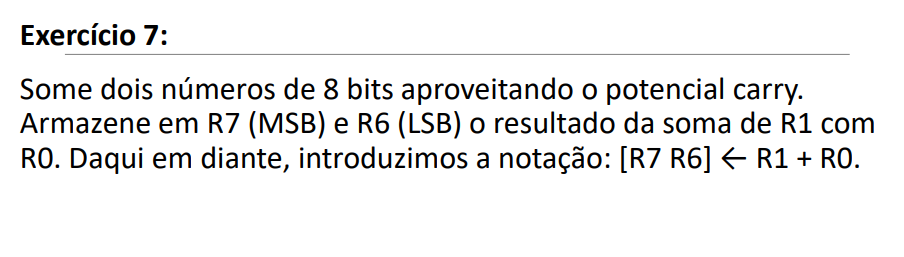 Exercício 7:
Some dois números de 8 bits aproveitando o potencial carry.
Armazene em R7 (MSB) e R6 (LSB) o resultado da soma de R1 com
R0. Daqui em diante, introduzimos a notação: [R7 R6] ← R1 + R0.